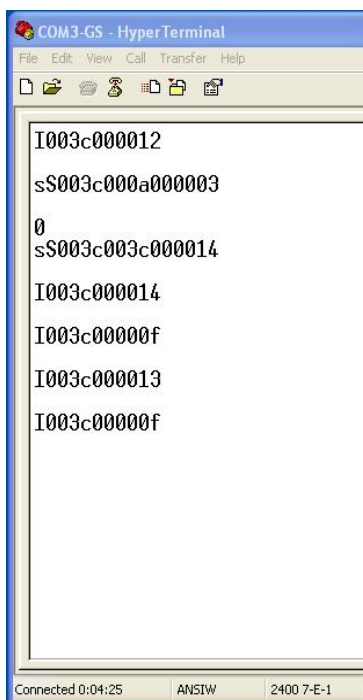 COM3-GS - HyperTerminal
File Edit View Call Transfer Help
I003c000012
sS003c000a000003
0
sS003c003c000014
I003c000014
I003c00000f
I003c000013
I003c00000f
Connected 0:04:25 ANSIW 2400 7-E-1